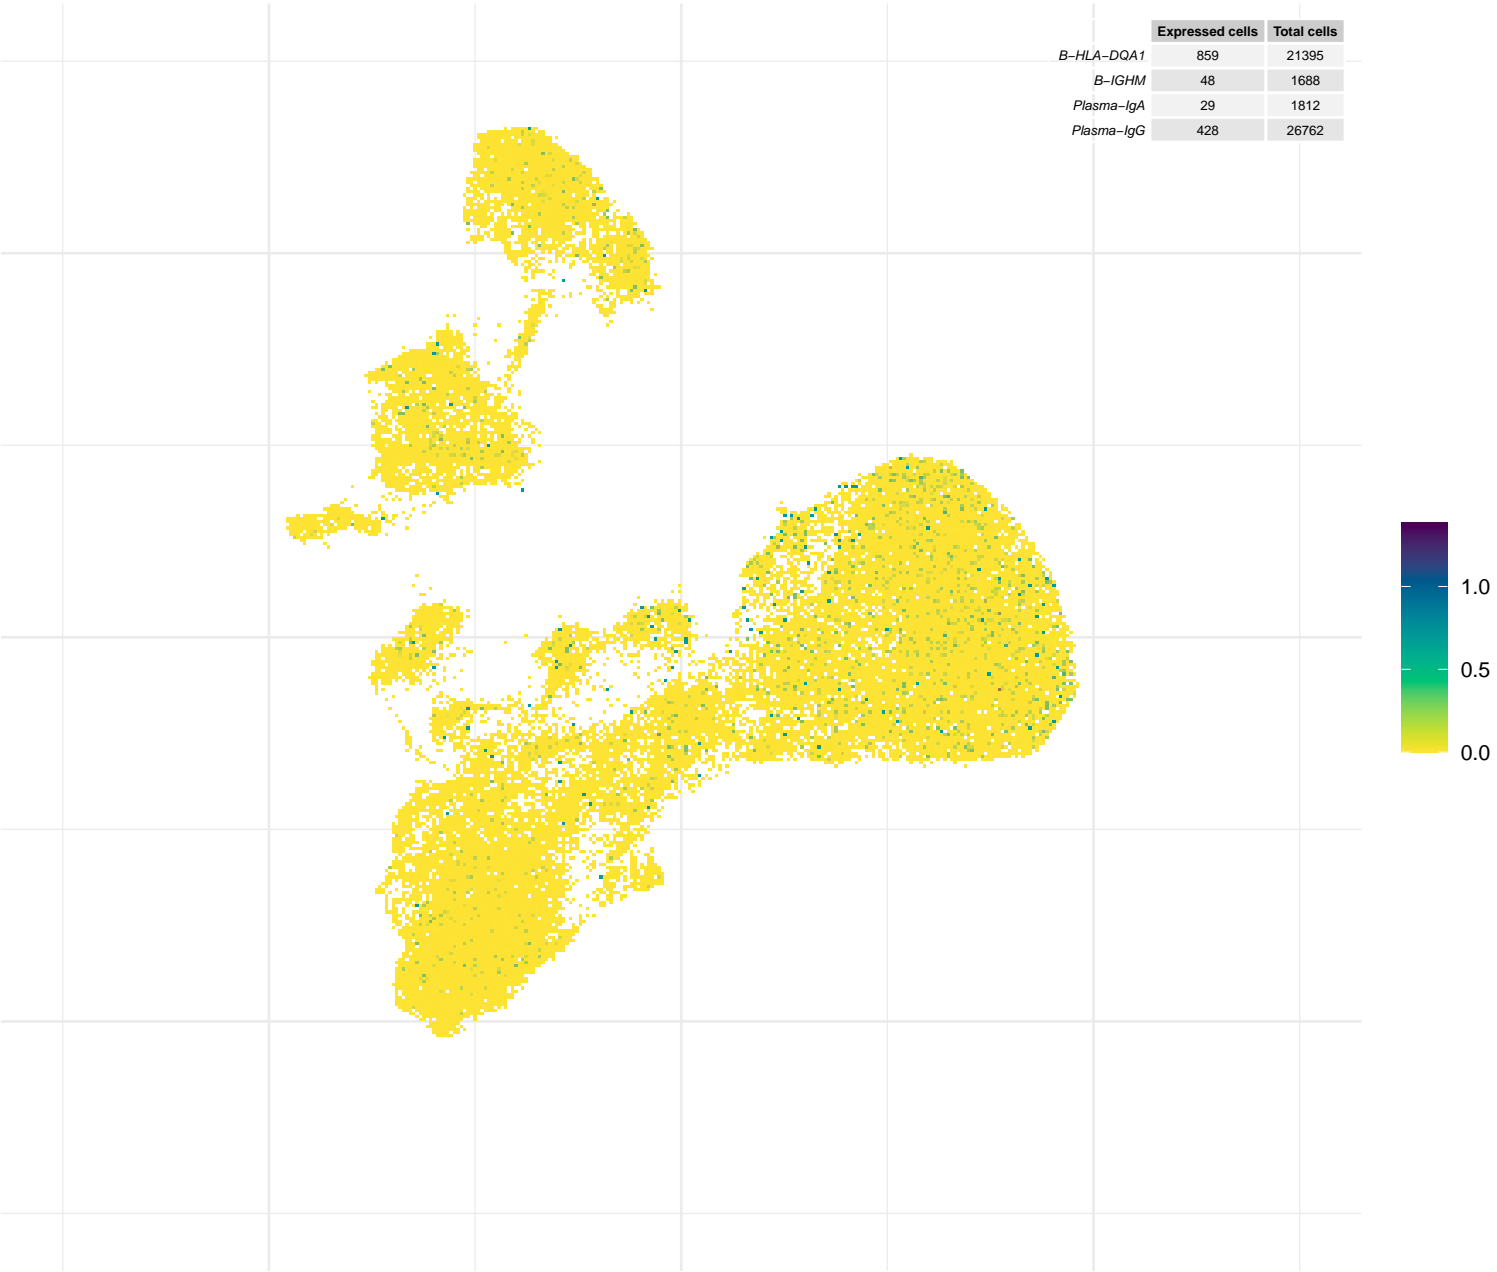 Expressed cells Total cells
B−HLA−DQA1 859 21395
B−IGHM 48 1688
Plasma−IgA 29 1812
Plasma−IgG 428 26762
1.0
0.5
0.0